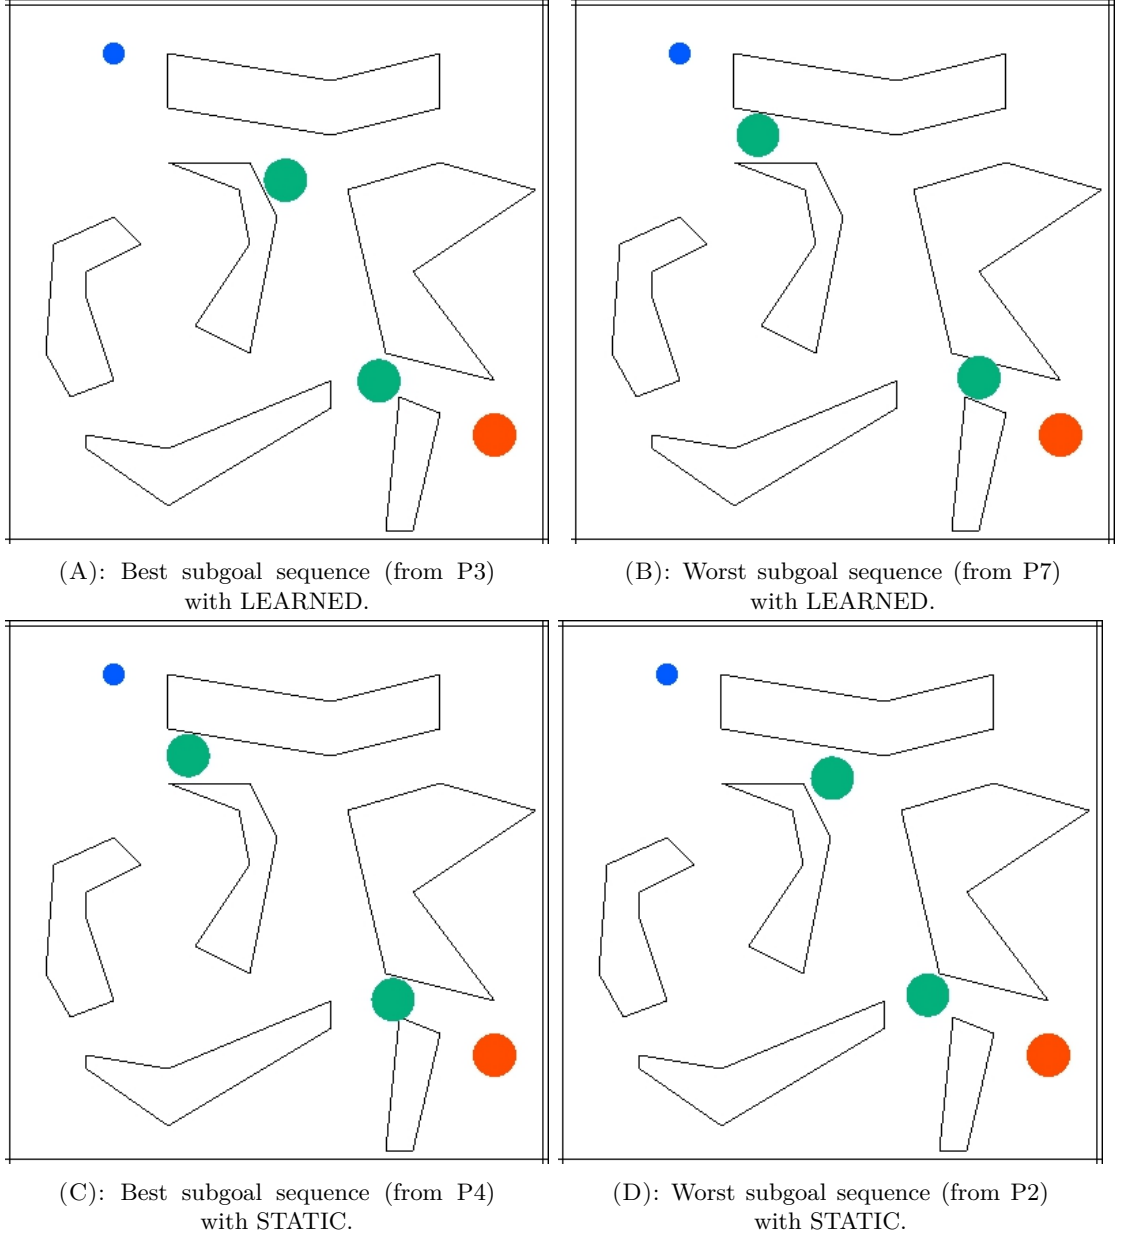 (A): Best subgoal sequence (from P3)
with LEARNED.
(B): Worst subgoal sequence (from P7)
with LEARNED.
(C): Best subgoal sequence (from P4)
with STATIC.
(D): Worst subgoal sequence (from P2)
with STATIC.